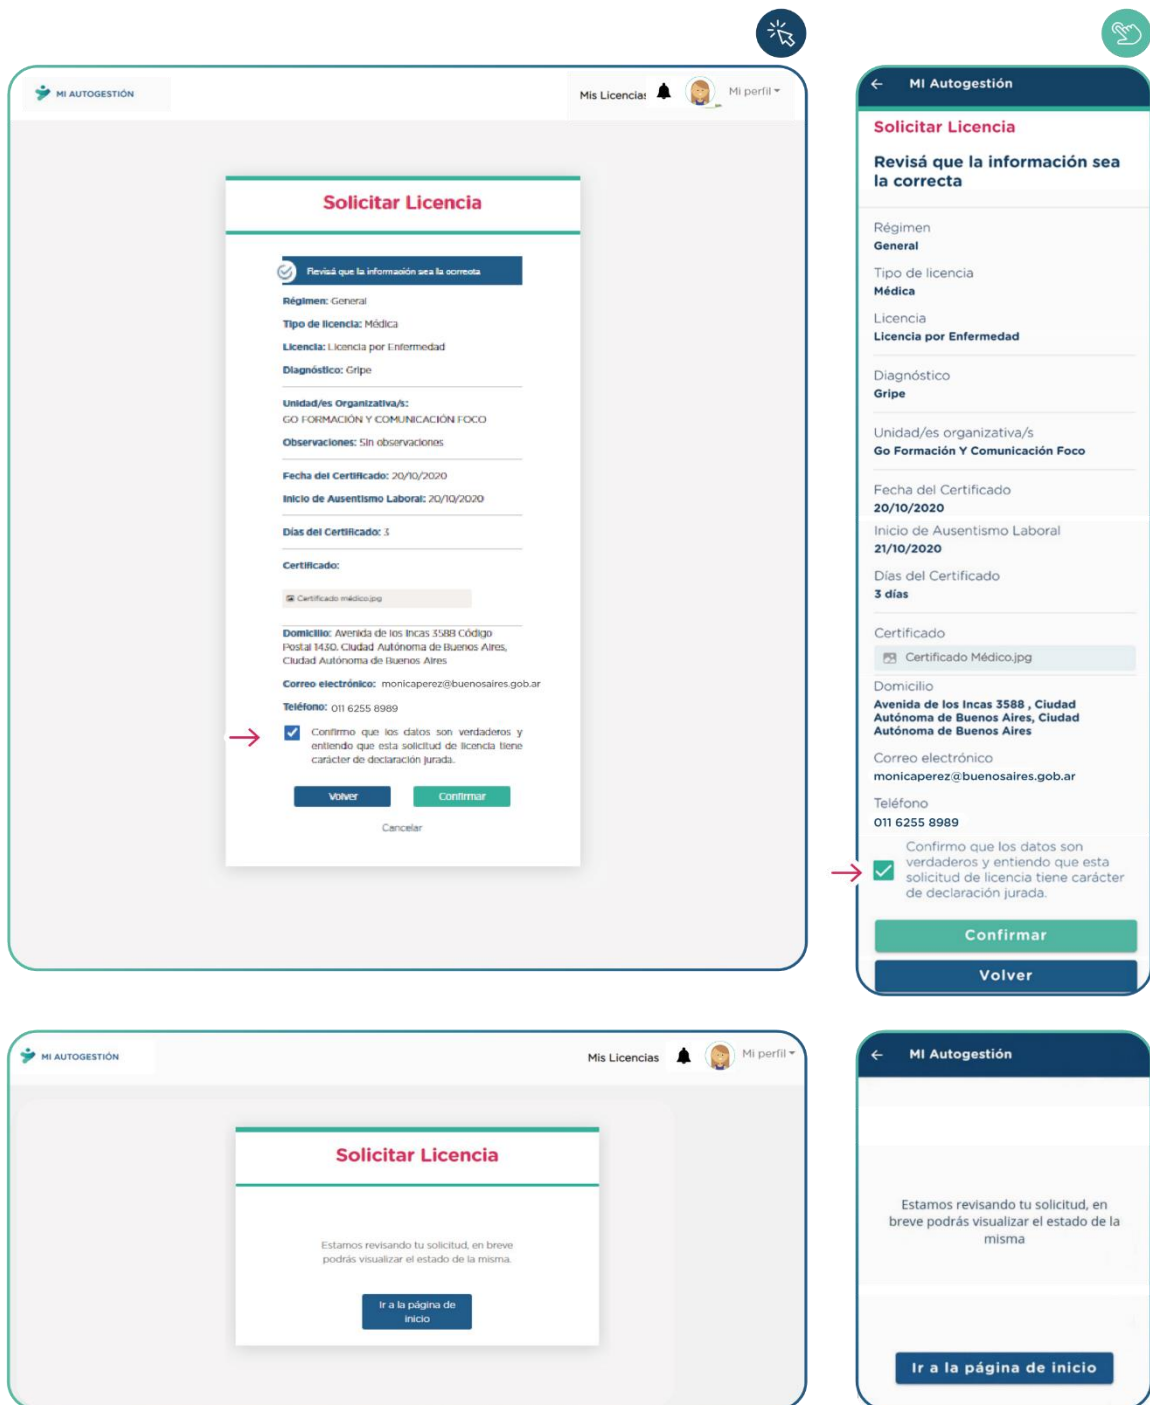 MI AUTOGESTIÓN
Mis Licencias
Mi perfil
Solicitar Licencia
Revisá que la información sea la correcta
Régimen: General
Tipo de licencia: Médica
Licencia: Licencia por Enfermedad
Diagnóstico: Gripe
Unidad/es Organizativa/s:
GO FORMACIÓN Y COMUNICACIÓN FOCO
Observaciones: Sin observaciones
Fecha del Certificado: 20/10/2020
Inicio de Ausentismo Laboral: 20/10/2020
Días del Certificado: 3
Certificado:
Certificado médico.jpg
Domicilio: Avenida de los Incas 3588 Código
Postal 1430. Ciudad Autónoma de Buenos Aires,
Ciudad Autónoma de Buenos Aires
Correo electrónico: monicaperez@buenosaires.gob.ar
Teléfono: 011 6255 8989
Confirmo que los datos son verdaderos y
entiendo que esta solicitud de licencia tiene
carácter de declaración jurada.
Volver
Confirmar
Cancelar
MI Autogestión
Solicitar Licencia
Revisá que la información sea
la correcta
Régimen
General
Tipo de licencia
Médica
Licencia
Licencia por Enfermedad
Diagnóstico
Gripe
Unidad/es organizativa/s
Go Formación Y Comunicación Foco
Fecha del Certificado
20/10/2020
Inicio de Ausentismo Laboral
21/10/2020
Días del Certificado
3 días
Certificado
Certificado Médico.jpg
Domicilio
Avenida de los Incas 3588 , Ciudad
Autónoma de Buenos Aires, Ciudad
Autónoma de Buenos Aires
Correo electrónico
monicaperez@buenosaires.gob.ar
Teléfono
011 6255 8989
Confirmo que los datos son
verdaderos y entiendo que esta
solicitud de licencia tiene carácter
de declaración jurada.
Confirmar
Volver
MI AUTOGESTIÓN
Mis Licencias
Mi perfil
Solicitar Licencia
Estamos revisando tu solicitud, en breve
podrás visualizar el estado de la misma.
Ir a la página de
inicio
MI Autogestión
Estamos revisando tu solicitud, en
breve podrás visualizar el estado de la
misma
Ir a la página de inicio